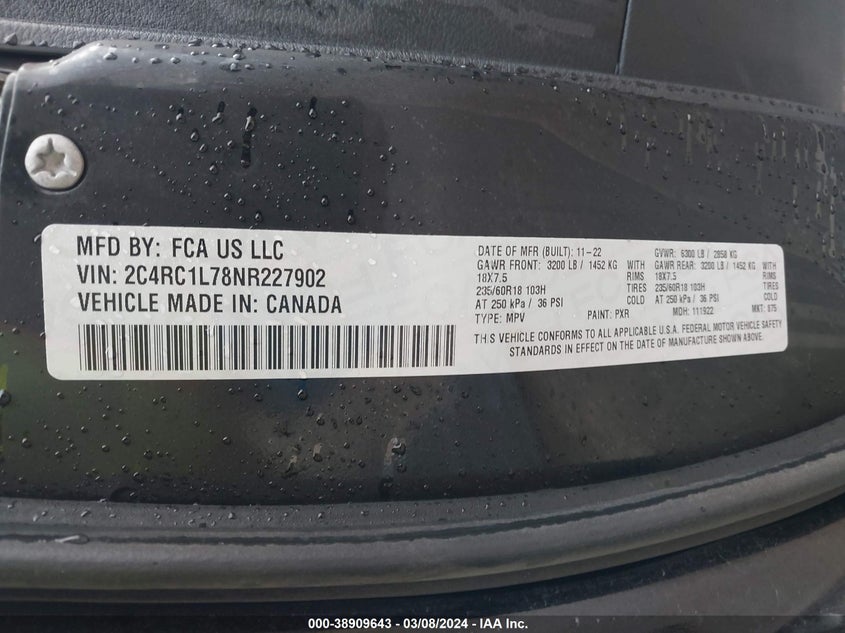 MFD BY: FCA US LLC
VIN: 2C4RC1L78NR227902
VEHICLE MADE IN: CANADA
DATE OF MFR (BUILT): 11-22 GVWR: 6300 LB / 2858 KG
GAWR FRONT: 3200 LB / 1452 KG WITH GAWR REAR: 3200 LB / 1452 KG WITH
18X7.5 RIMS 18X7.5 RIMS
235/60R18 103H TIRES 235/60R18 103H TIRES
AT 250 kPa / 36 PSI COLD AT 250 kPa / 36 PSI COLD
TYPE: MPV PAINT: PXR MDH: 111922 MKT: 875
THIS VEHICLE CONFORMS TO ALL APPLICABLE U.S.A. FEDERAL MOTOR VEHICLE SAFETY
STANDARDS IN EFFECT ON THE DATE OF MANUFACTURE SHOWN ABOVE.
000-38909643 - 03/08/2024 - IAA Inc.